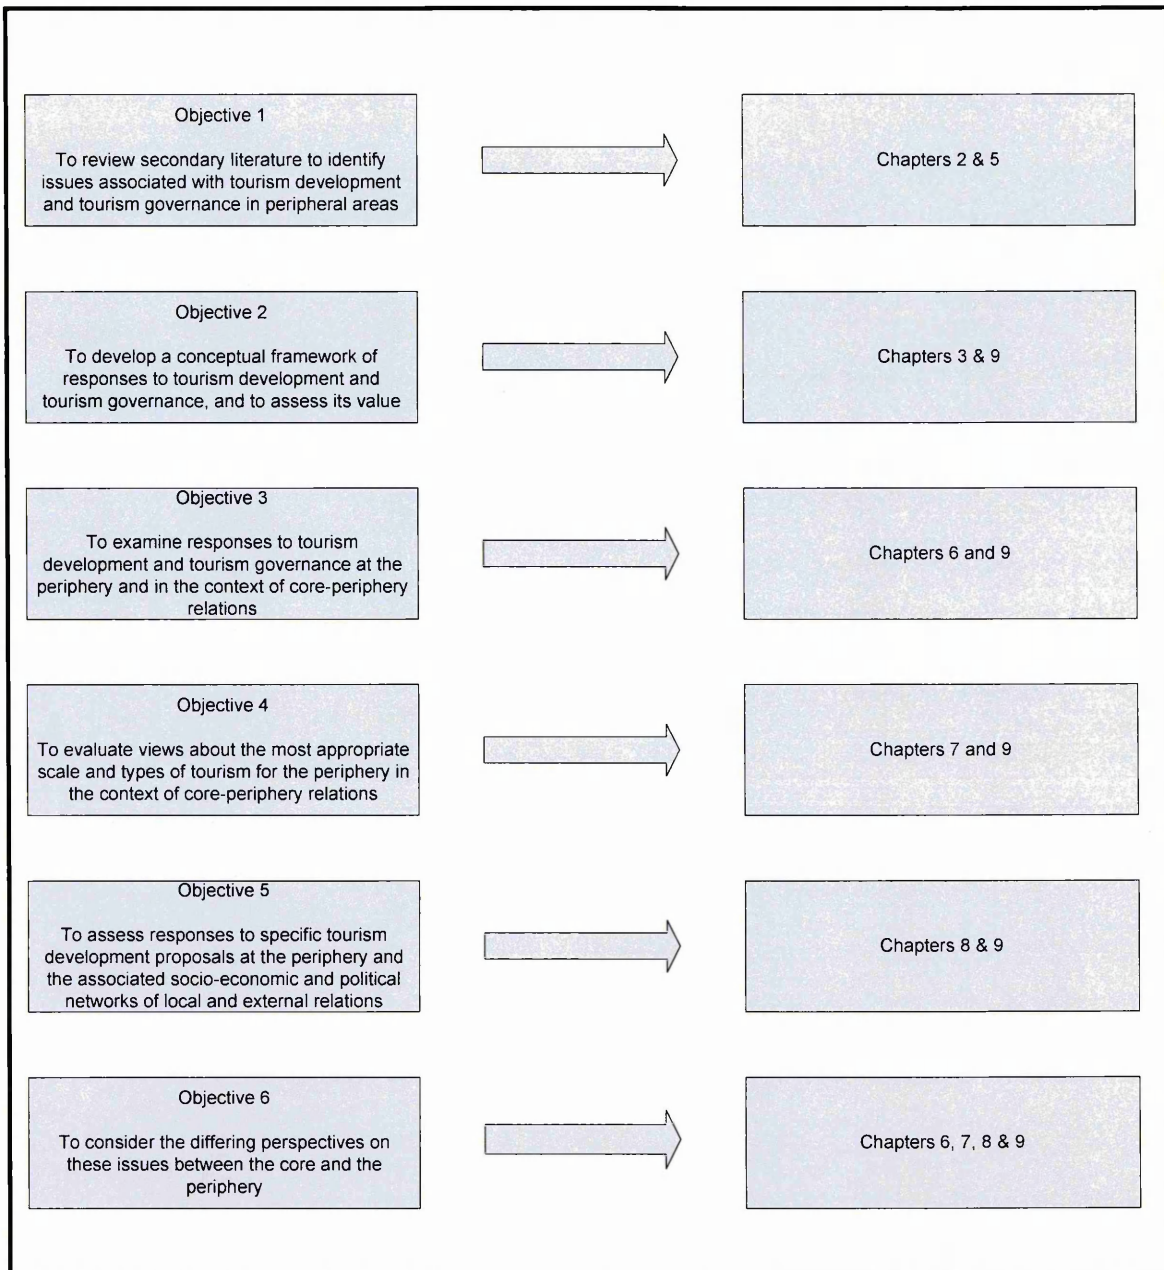 Objective 1
To review secondary literature to identify
issues associated with tourism development
and tourism governance in peripheral areas
Chapters 2 & 5
Objective 2
To develop a conceptual framework of
responses to tourism development and
tourism governance, and to assess its value
Chapters 3 & 9
Objective 3
To examine responses to tourism
development and tourism governance at the
periphery and in the context of core-periphery
relations
Chapters 6 and 9
Objective 4
To evaluate views about the most appropriate
scale and types of tourism for the periphery in
the context of core-periphery relations
Chapters 7 and 9
Objective 5
To assess responses to specific tourism
development proposals at the periphery and
the associated socio-economic and political
networks of local and external relations
Chapters 8 & 9
Objective 6
To consider the differing perspectives on
these issues between the core and the
periphery
Chapters 6, 7, 8 & 9